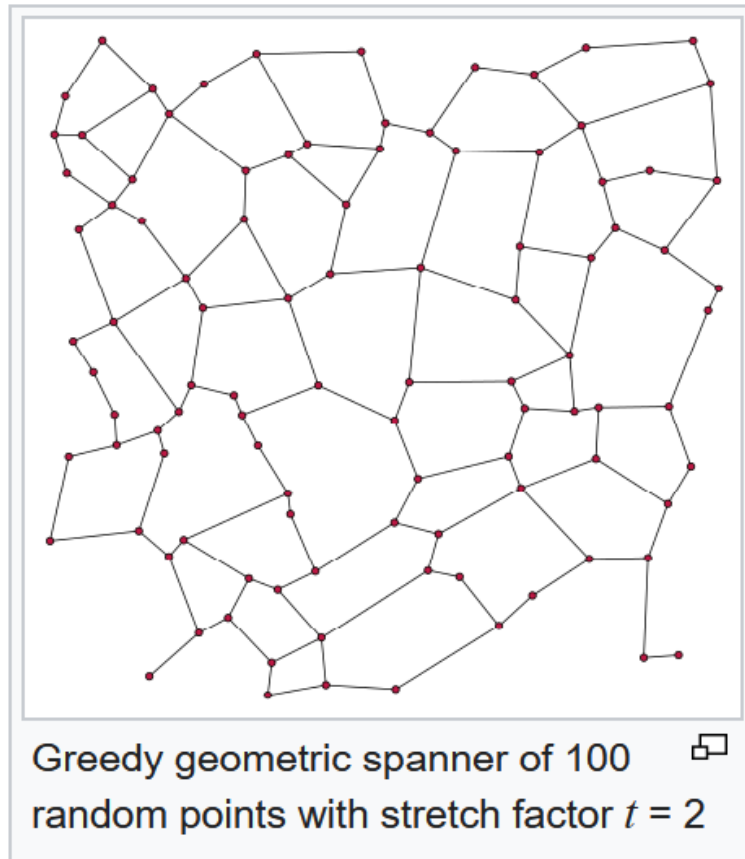 Greedy geometric spanner of 100
random points with stretch factor t = 2